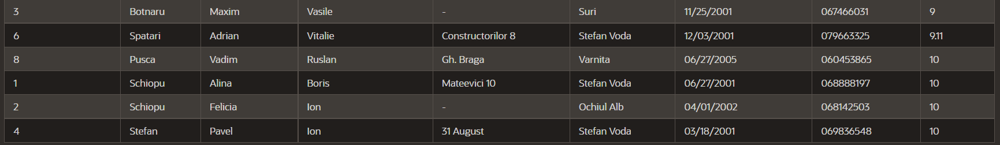 3 Botnaru Maxim Vasile - Suri 11/25/2001 067466031 9
6 Spatari Adrian Vitalie Constructorilor 8 Stefan Voda 12/03/2001 079663325 9.11
8 Pusca Vadim Ruslan Gh. Braga Varnita 06/27/2005 060453865 10
1 Schiopu Alina Boris Mateevici 10 Stefan Voda 06/27/2001 068888197 10
2 Schiopu Felicia Ion - Ochiul Alb 04/01/2002 068142503 10
4 Stefan Pavel Ion 31 August Stefan Voda 03/18/2001 069836548 10